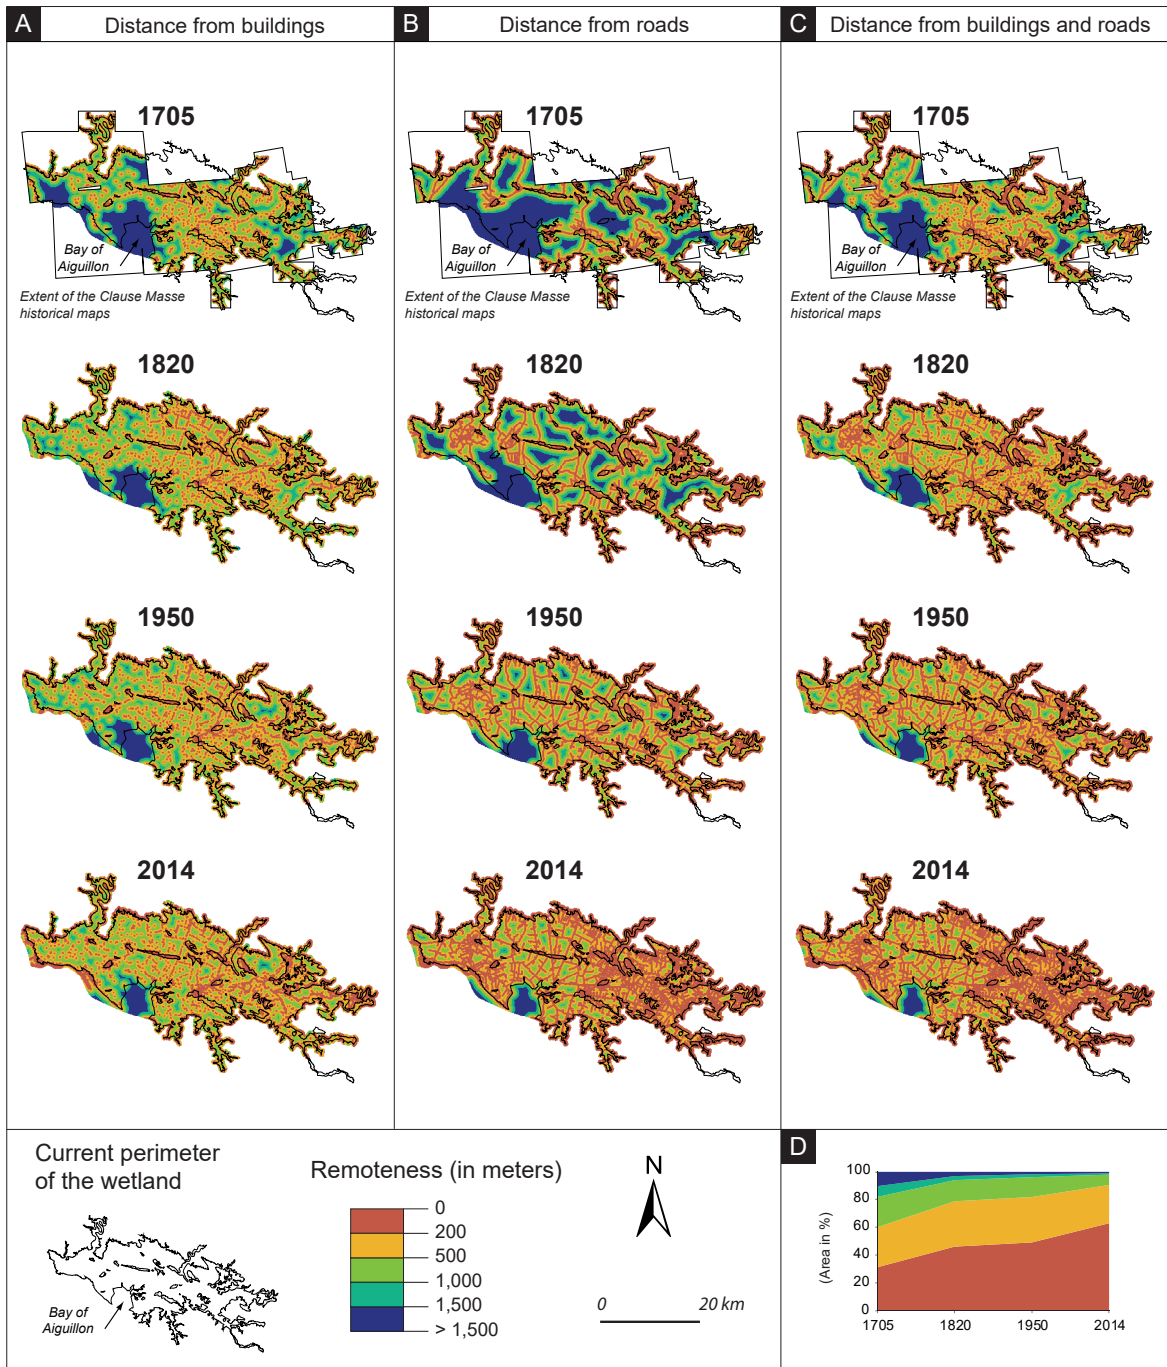 A Distance from buildings
B Distance from roads
C Distance from buildings and roads
1705
1705
1705
Bay of
Aiguillon
Bay of
Aiguillon
Bay of
Aiguillon
Extent of the Clause Masse
historical maps
Extent of the Clause Masse
historical maps
Extent of the Clause Masse
historical maps
1820
1820
1820
1950
1950
1950
2014
2014
2014
Current perimeter
of the wetland
Bay of
Aiguillon
Remoteness (in meters)
0
200
500
1,000
1,500
> 1,500
N
0 20 km
D
(Area in %)
100
80
60
40
20
0
1705 1820 1950 2014